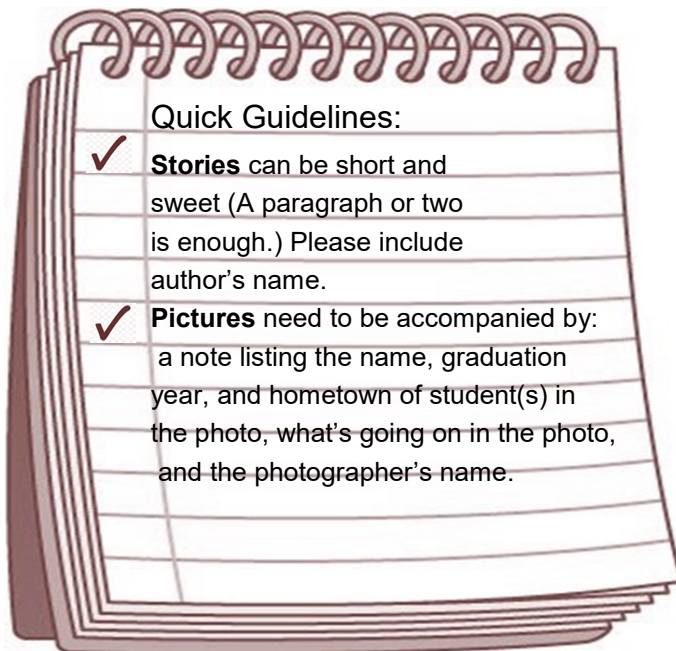 Quick Guidelines:
Stories can be short and
sweet (A paragraph or two
is enough.) Please include
author's name.
Pictures need to be accompanied by:
a note listing the name, graduation
year, and hometown of student(s) in
the photo, what's going on in the photo,
and the photographer's name.